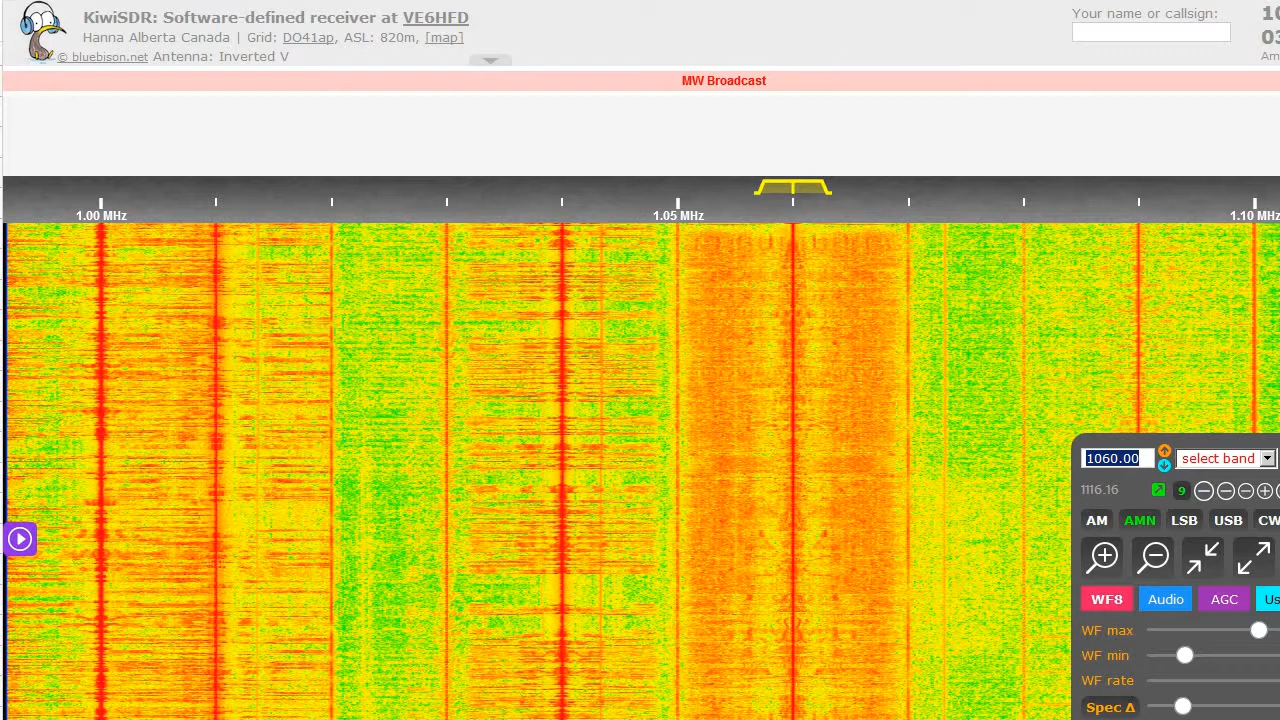 KiwiSDR: Software-defined receiver at VE6HFD
Your name or callsign:
Hanna Alberta Canada | Grid: DO41ap, ASL: 820m, [map]
© bluebison.net Antenna: Inverted V
MW Broadcast
1.00 MHz 1.05 MHz 1.10 MHz
1060.00 select band
1116.16 9
AM AMN LSB USB CW
WF8 Audio AGC Us
WF max
WF min
WF rate
Spec Δ